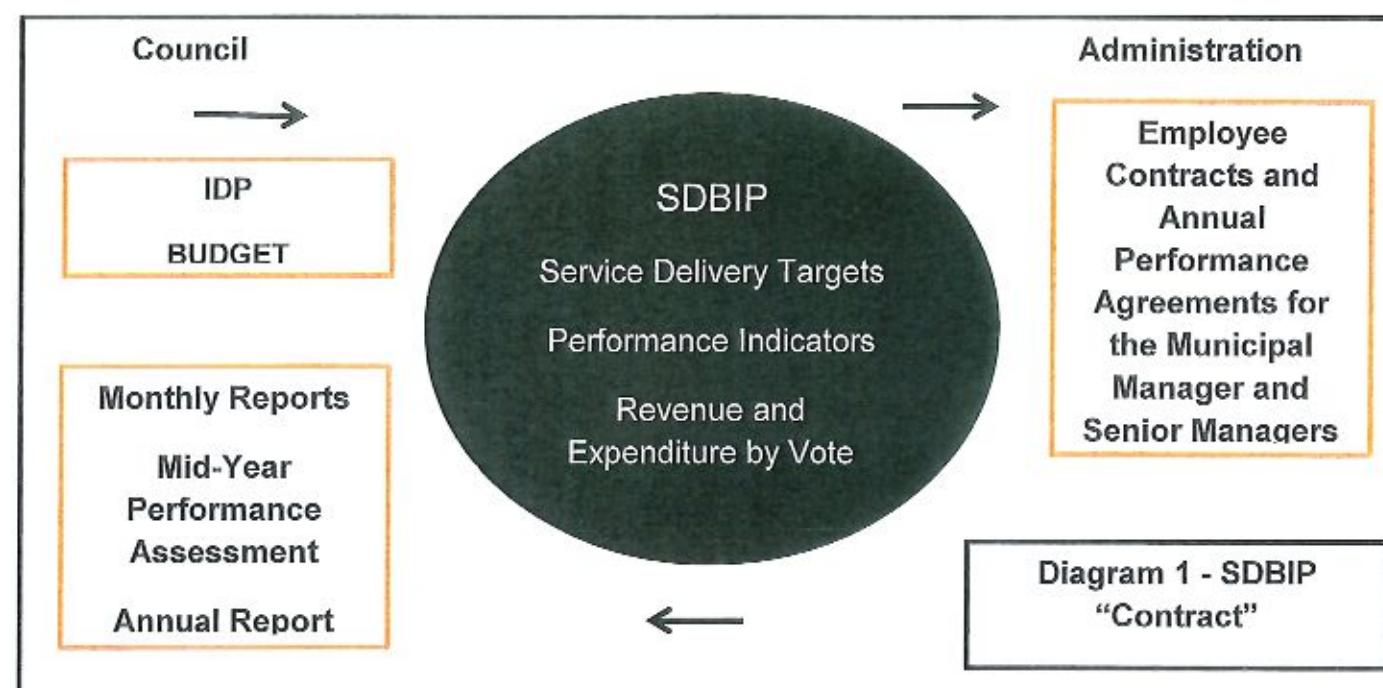 Council
IDP
BUDGET
Monthly Reports
Mid-Year
Performance
Assessment
Annual Report
SDBIP
Service Delivery Targets
Performance Indicators
Revenue and
Expenditure by Vote
Administration
Employee
Contracts and
Annual
Performance
Agreements for
the Municipal
Manager and
Senior Managers
Diagram 1 - SDBIP
“Contract”